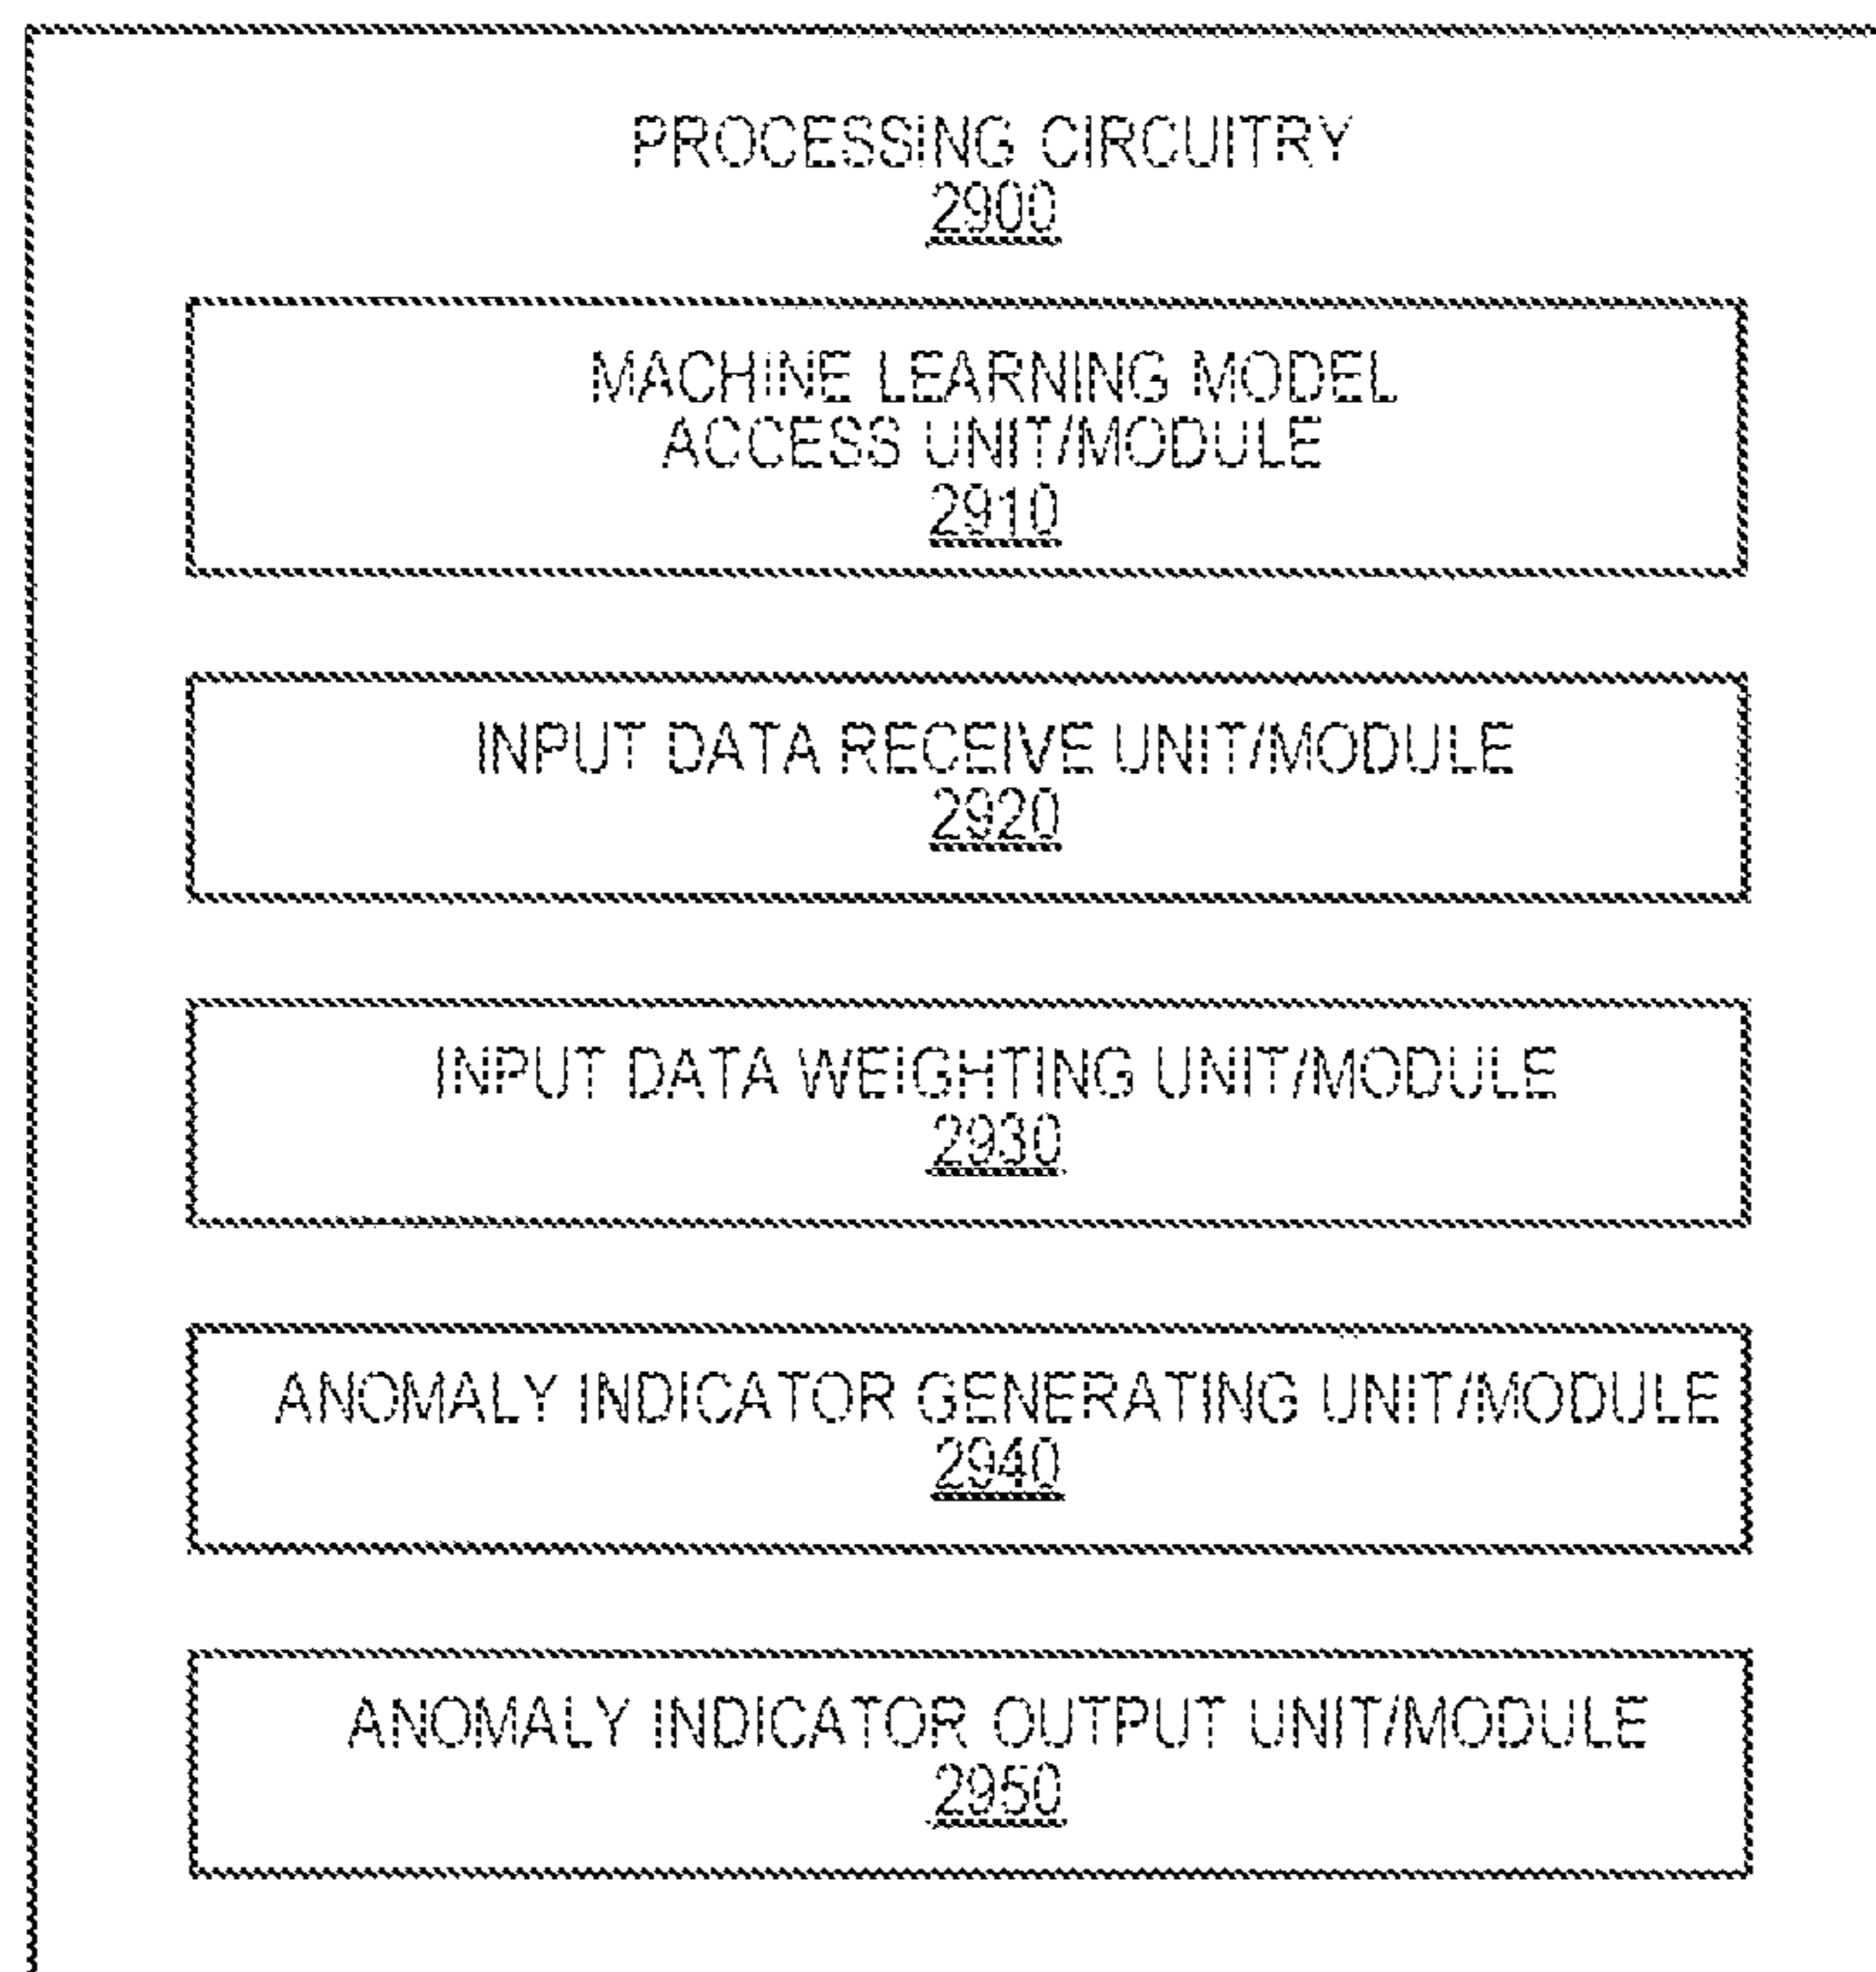 PROCESSING CIRCUITRY
2900
MACHINE LEARNING MODEL
ACCESS UNIT/MODULE
2910
INPUT DATA RECEIVE UNIT/MODULE
2920
INPUT DATA WEIGHTING UNIT/MODULE
2930
ANOMALY INDICATOR GENERATING UNIT/MODULE
2940
ANOMALY INDICATOR OUTPUT UNIT/MODULE
2950